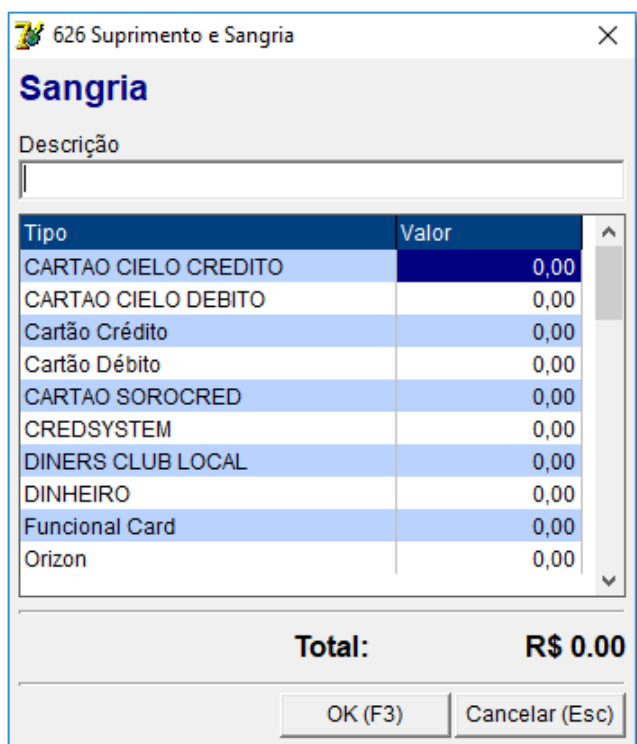 626 Suprimento e Sangria
Sangria
Descrição
Tipo Valor
CARTAO CIELO CREDITO 0,00
CARTAO CIELO DEBITO 0,00
Cartão Crédito 0,00
Cartão Débito 0,00
CARTAO SOROCRED 0,00
CREDSYSTEM 0,00
DINERS CLUB LOCAL 0,00
DINHEIRO 0,00
Funcional Card 0,00
Orizon 0,00
Total: R$ 0.00
OK (F3) Cancelar (Esc)